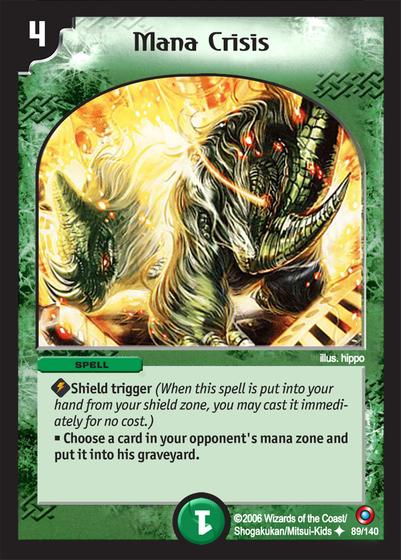 4
Mana Crisis
illus. hippo
SPELL
Shield trigger (When this spell is put into your
hand from your shield zone, you may cast it immedi-
ately for no cost.)
▪ Choose a card in your opponent's mana zone and
put it into his graveyard.
1
©2006 Wizards of the Coast/
Shogakukan/Mitsui-Kids ✦ 89/140